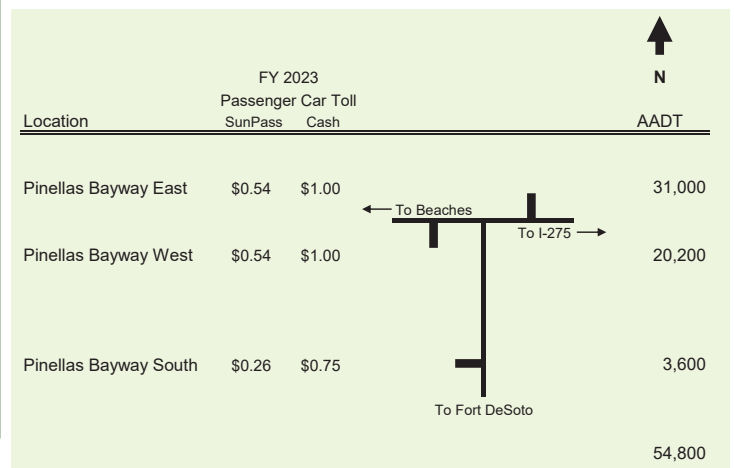 FY 2023
N
Passenger Car Toll
Location SunPass Cash AADT
Pinellas Bayway East $0.54 $1.00 31,000
To Beaches
To I-275
Pinellas Bayway West $0.54 $1.00 20,200
Pinellas Bayway South $0.26 $0.75 3,600
To Fort DeSoto
54,800